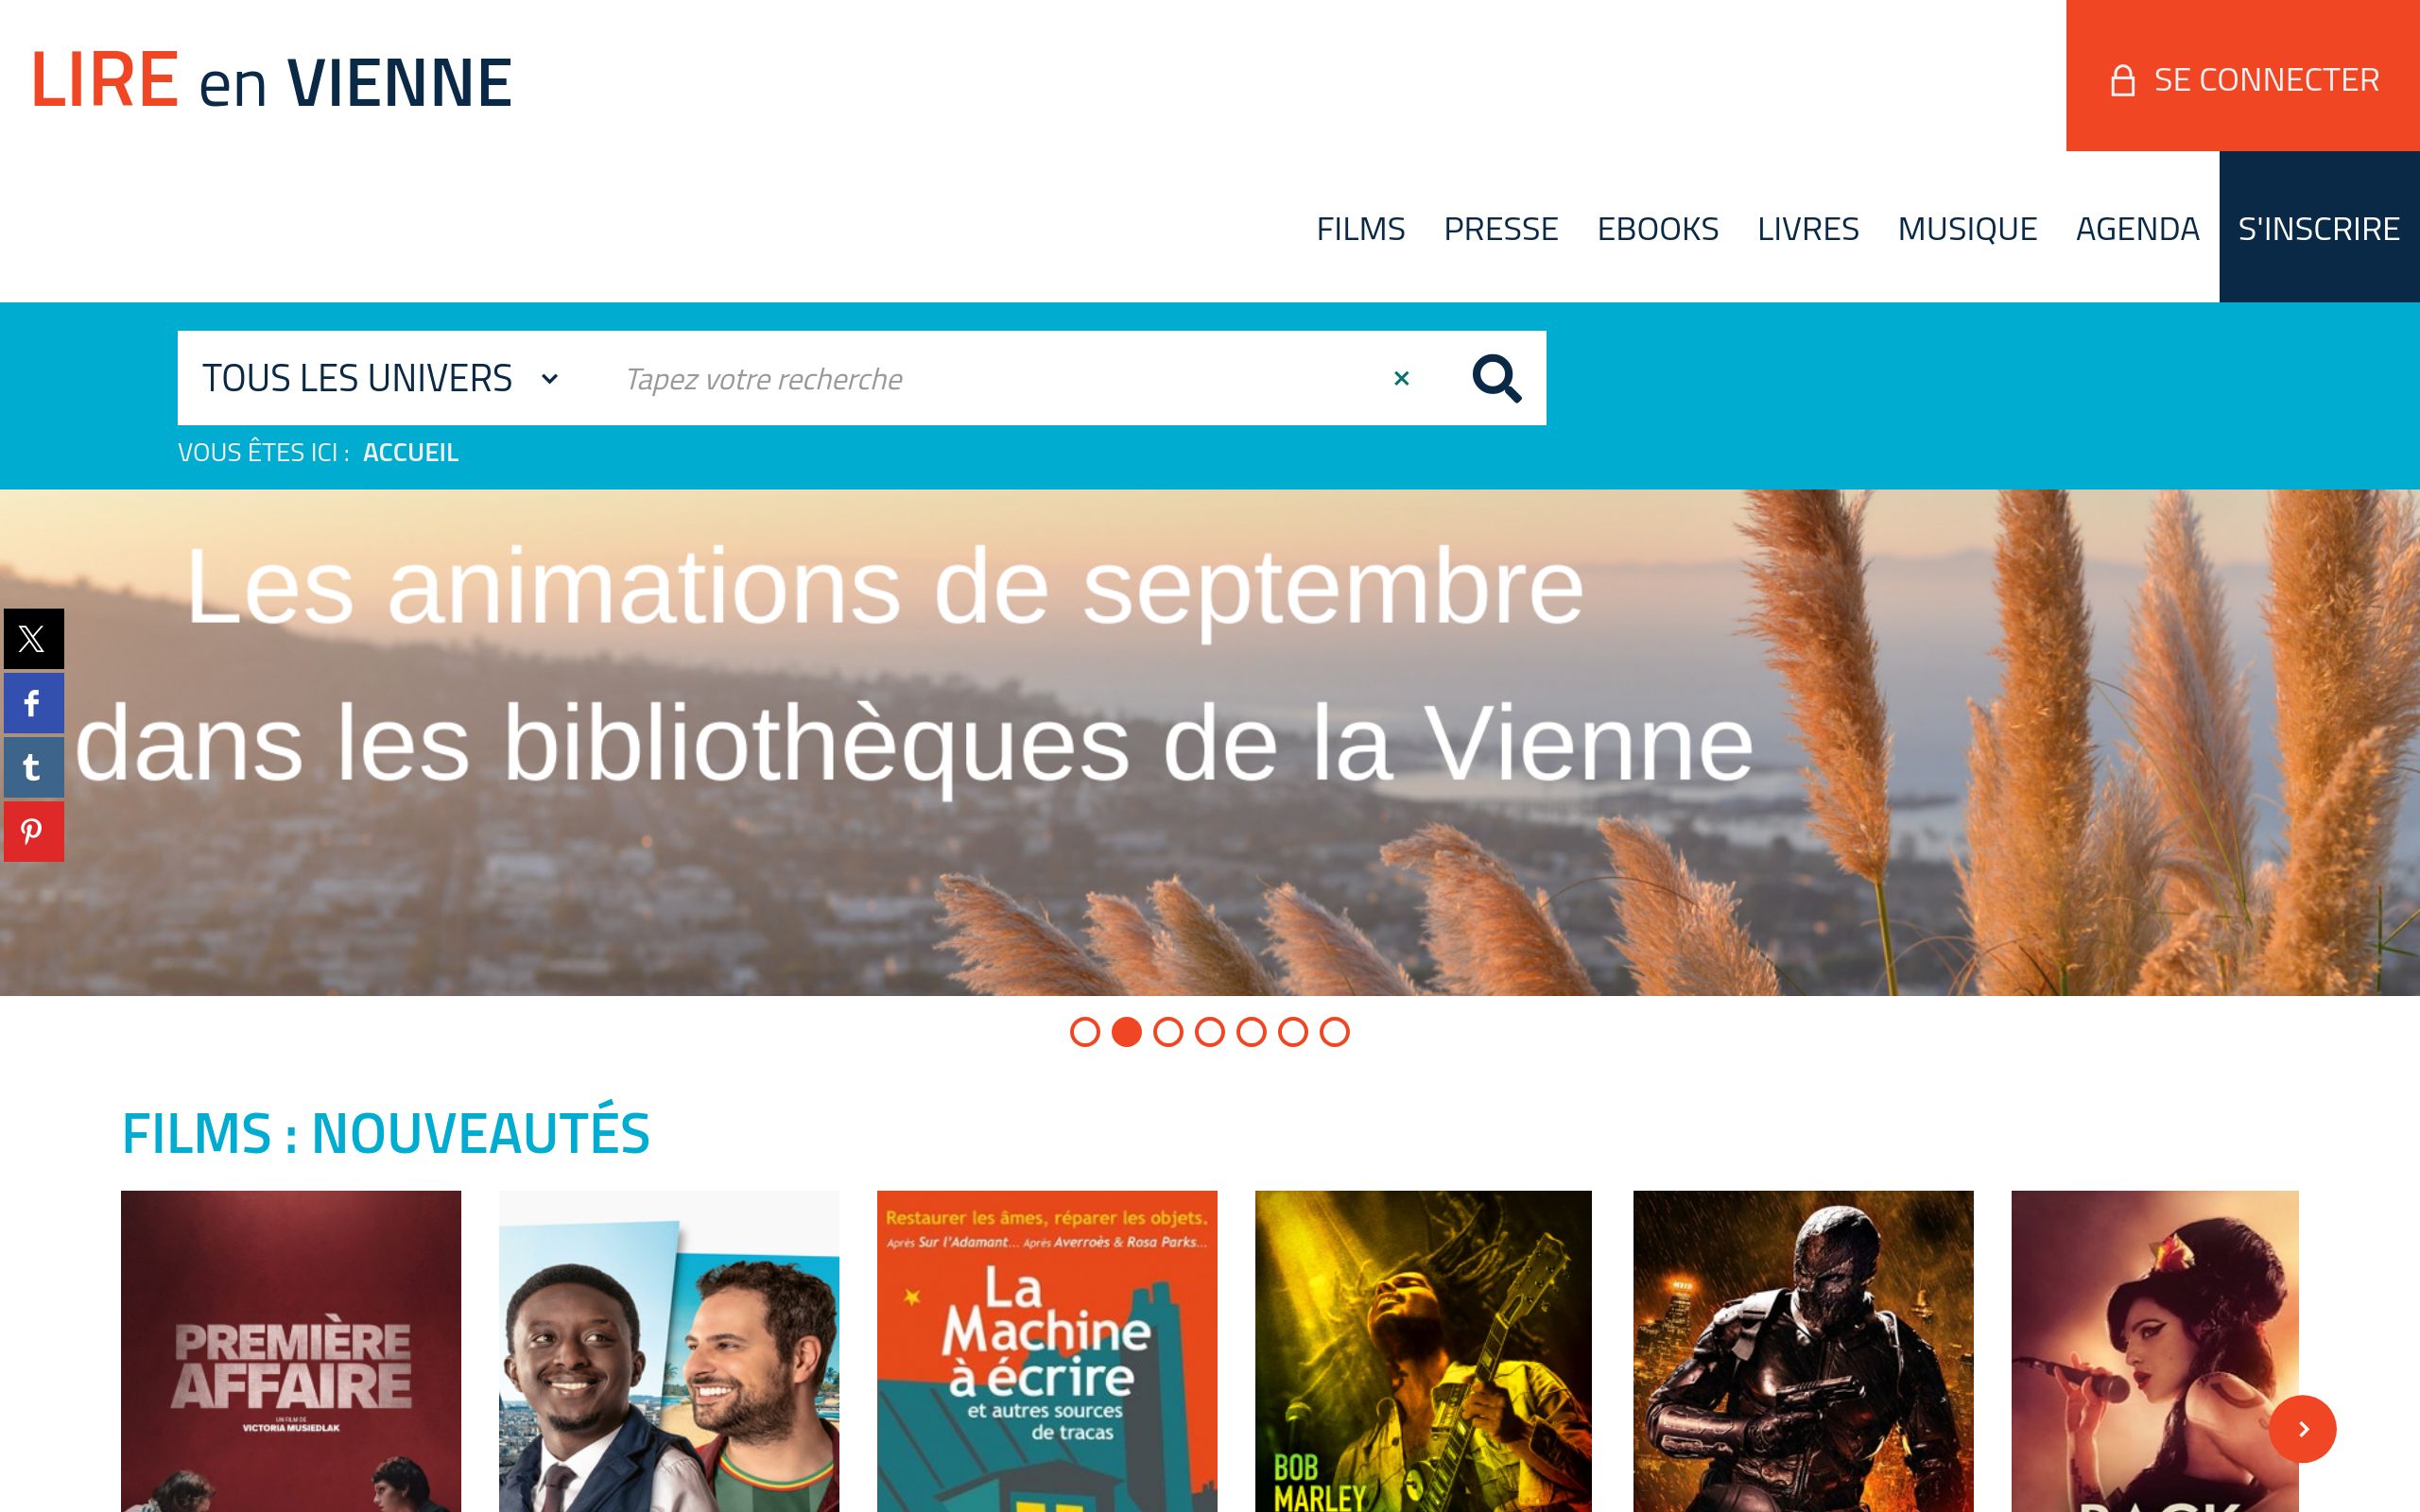 LIRE en VIENNE
SE CONNECTER
FILMS PRESSE EBOOKS LIVRES MUSIQUE AGENDA S'INSCRIRE
TOUS LES UNIVERS Tapez votre recherche
VOUS ÊTES ICI : ACCUEIL
Les animations de septembre
dans les bibliothèques de la Vienne
FILMS : NOUVEAUTÉS
PREMIÈRE
AFFAIRE
UN FILM DE
VICTORIA MUSIEDLAK
Restaurer les âmes, réparer les objets.
Après Sur l'Adamant... Après Averroès & Rosa Parks...
La
Machine
à écrire
et autres sources
de tracas
BOB
MARLEY
BACK